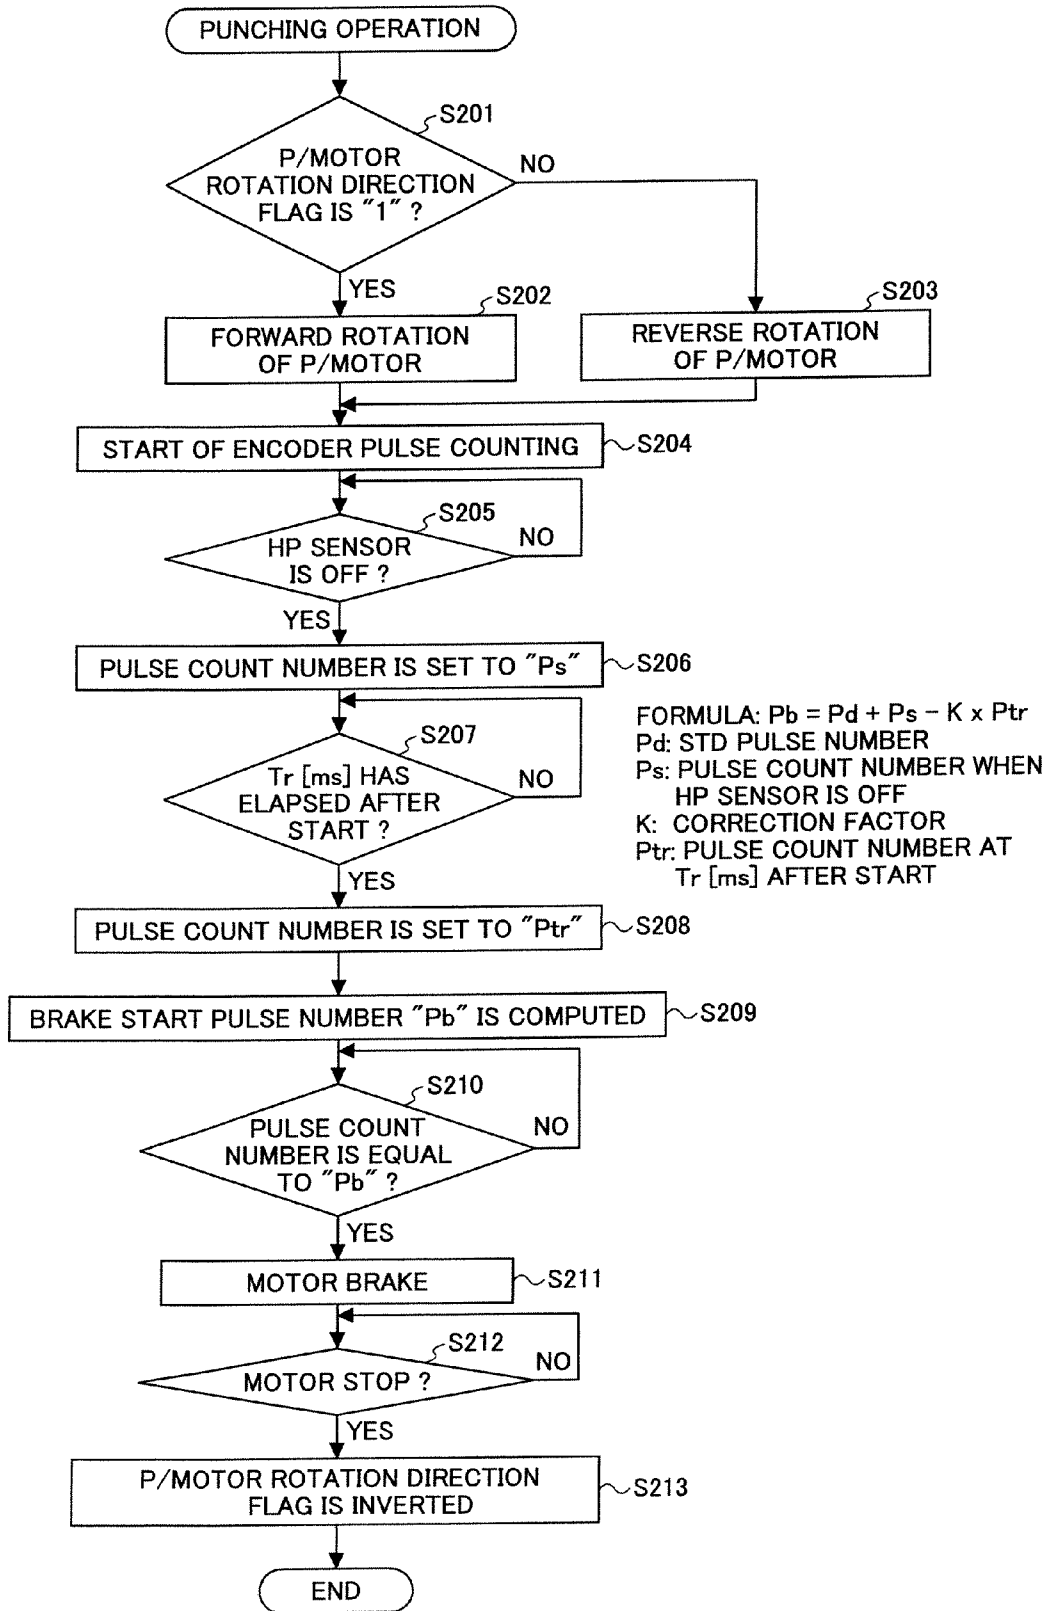 PUNCHING OPERATION
S201
P/MOTOR
ROTATION DIRECTION
FLAG IS "1" ?
NO
YES
S202
FORWARD ROTATION
OF P/MOTOR
S203
REVERSE ROTATION
OF P/MOTOR
START OF ENCODER PULSE COUNTING
S204
S205
HP SENSOR
IS OFF ?
NO
YES
PULSE COUNT NUMBER IS SET TO "Ps"
S206
S207
Tr [ms] HAS
ELAPSED AFTER
START ?
NO
YES
FORMULA: Pb = Pd + Ps – K x Ptr
Pd: STD PULSE NUMBER
Ps: PULSE COUNT NUMBER WHEN
HP SENSOR IS OFF
K: CORRECTION FACTOR
Ptr: PULSE COUNT NUMBER AT
Tr [ms] AFTER START
PULSE COUNT NUMBER IS SET TO "Ptr"
S208
BRAKE START PULSE NUMBER "Pb" IS COMPUTED
S209
S210
PULSE COUNT
NUMBER IS EQUAL
TO "Pb" ?
NO
YES
MOTOR BRAKE
S211
S212
MOTOR STOP ?
NO
YES
P/MOTOR ROTATION DIRECTION
FLAG IS INVERTED
S213
END